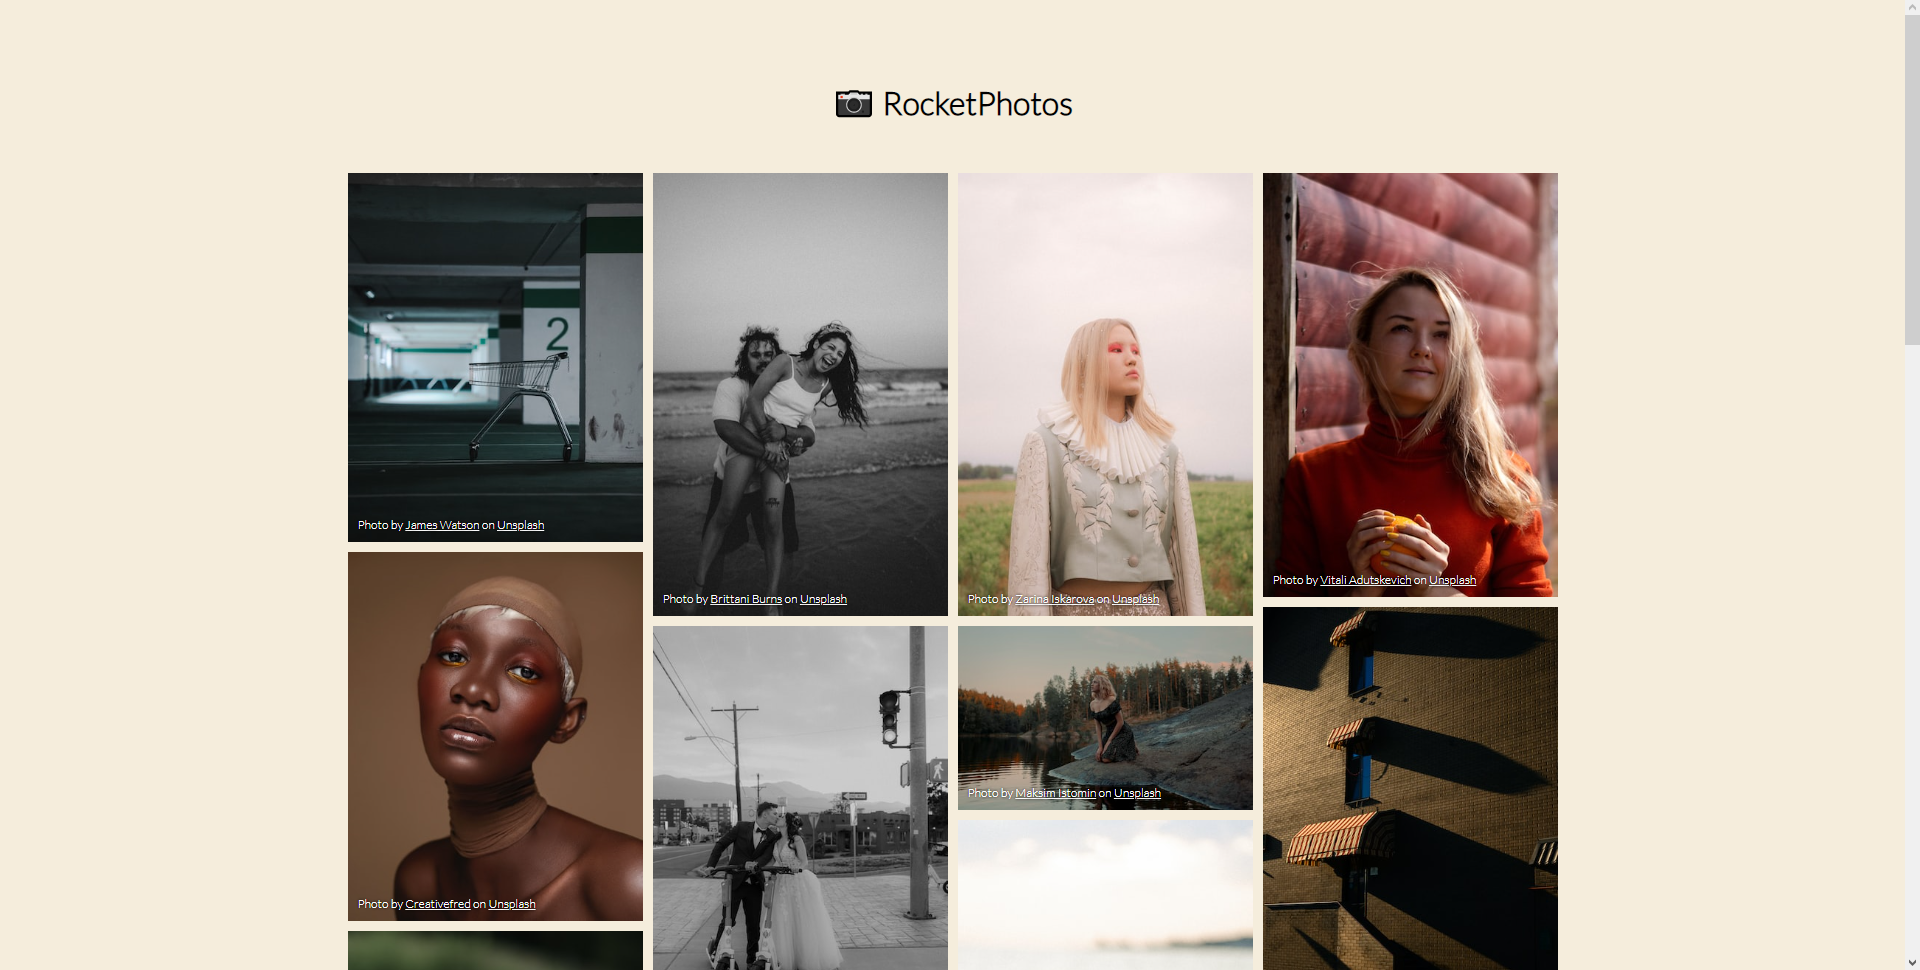 RocketPhotos
2
Photo by James Watson on Unsplash
Photo by Brittani Burns on Unsplash
Photo by Zarina Iskarova on Unsplash
Photo by Vitali Adutskevich on Unsplash
Photo by Maksim Istomin on Unsplash
Photo by Creativefred on Unsplash